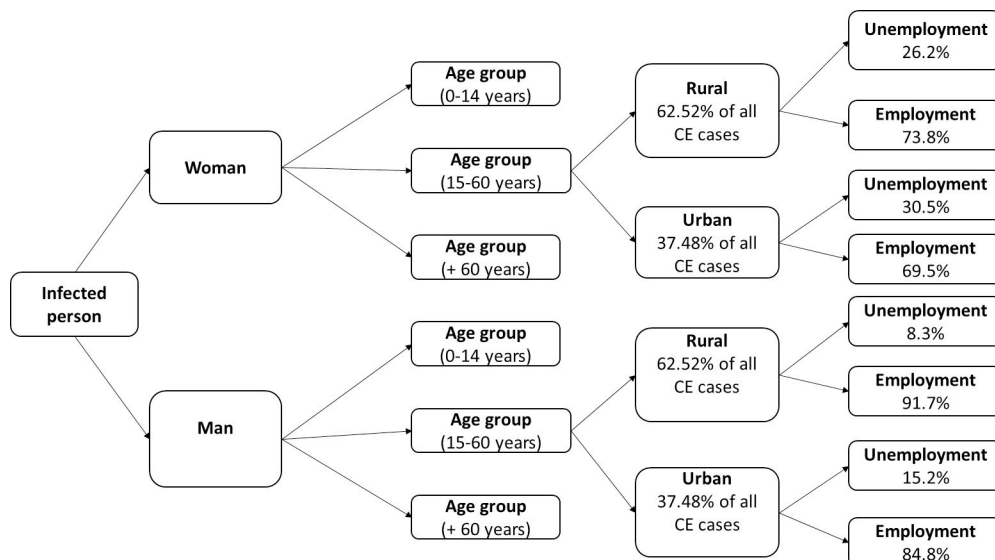 Infected
person
Woman
Age group
(0-14 years)
Age group
(15-60 years)
Rural
62.52% of all
CE cases
Unemployment
26.2%
Employment
73.8%
Urban
37.48% of all
CE cases
Unemployment
30.5%
Employment
69.5%
Age group
(+ 60 years)
Man
Age group
(0-14 years)
Age group
(15-60 years)
Rural
62.52% of all
CE cases
Unemployment
8.3%
Employment
91.7%
Urban
37.48% of all
CE cases
Unemployment
15.2%
Employment
84.8%
Age group
(+ 60 years)